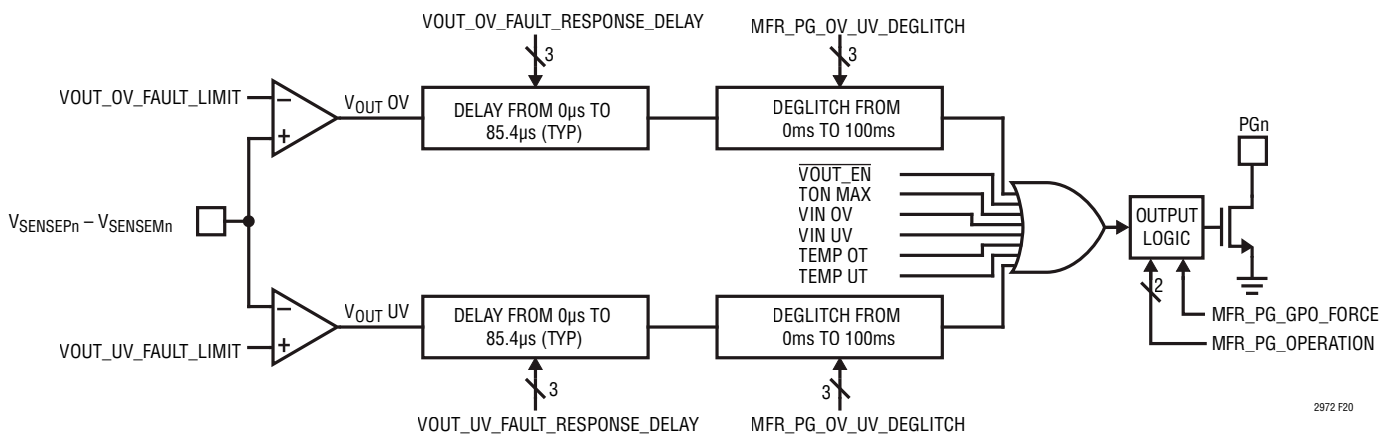 VOUT_OV_FAULT_RESPONSE_DELAY
MFR_PG_OV_UV_DEGLITCH
3
3
VOUT_OV_FAULT_LIMIT
−
+
VOUT OV
DELAY FROM 0µs TO
85.4µs (TYP)
DEGLITCH FROM
0ms TO 100ms
PGn
VOUT_EN
TON MAX
VIN OV
VIN UV
TEMP OT
TEMP UT
VSENSEPn – VSENSEMn
OUTPUT
LOGIC
2
−
+
VOUT UV
VOUT_UV_FAULT_LIMIT
DELAY FROM 0µs TO
85.4µs (TYP)
DEGLITCH FROM
0ms TO 100ms
MFR_PG_GPO_FORCE
MFR_PG_OPERATION
3
3
VOUT_UV_FAULT_RESPONSE_DELAY
MFR_PG_OV_UV_DEGLITCH
2972 F20